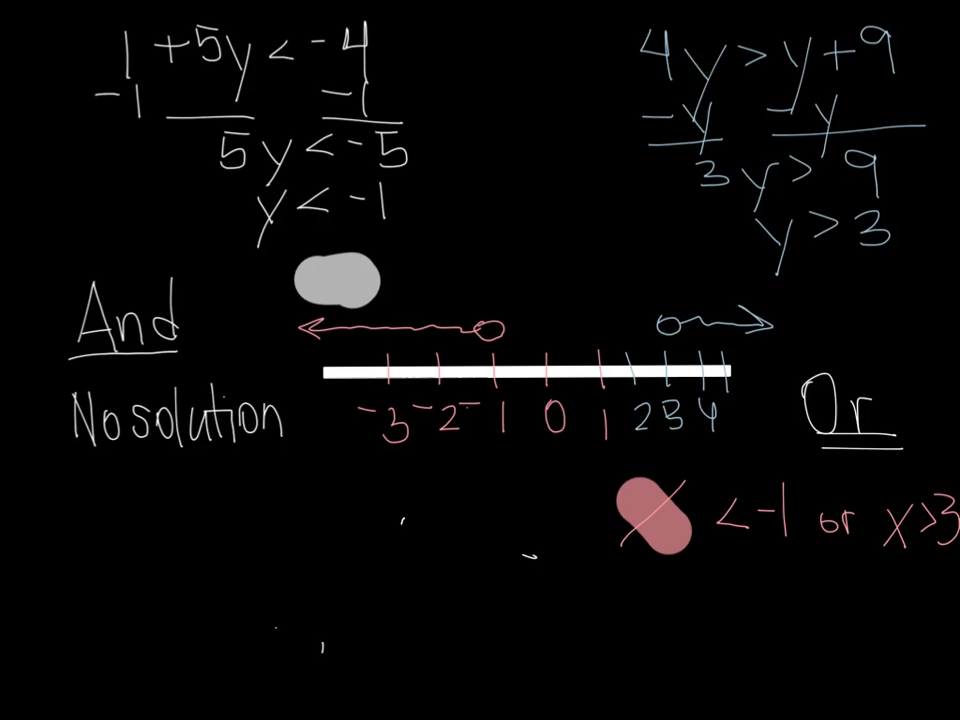 1 + 5y < -4
-1 -1
5y < -5
y < -1
4y > y + 9
-y -y
3y > 9
y > 3
And
No solution
-3 -2 -1 0 1 2 3 4
Or
x < -1 or x > 3